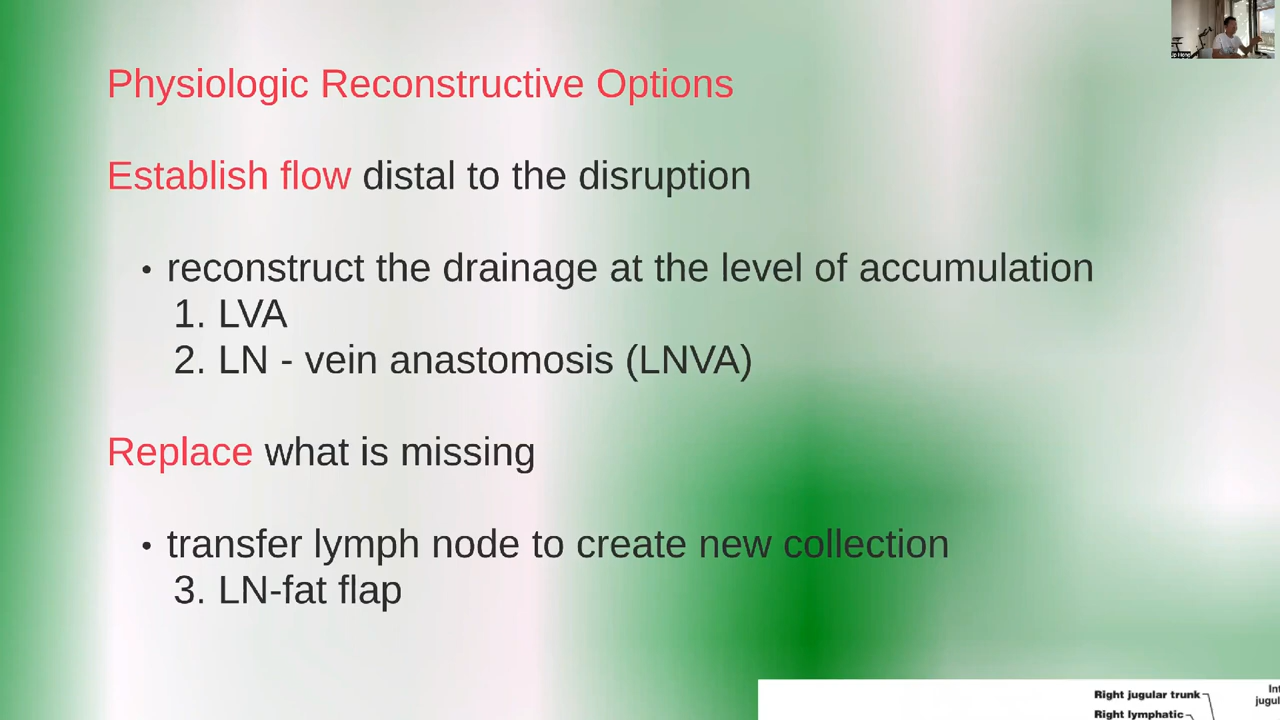 Physiologic Reconstructive Options
Establish flow distal to the disruption
• reconstruct the drainage at the level of accumulation
1. LVA
2. LN - vein anastomosis (LNVA)
Replace what is missing
• transfer lymph node to create new collection
3. LN-fat flap
Right jugular trunk
Right lymphatic